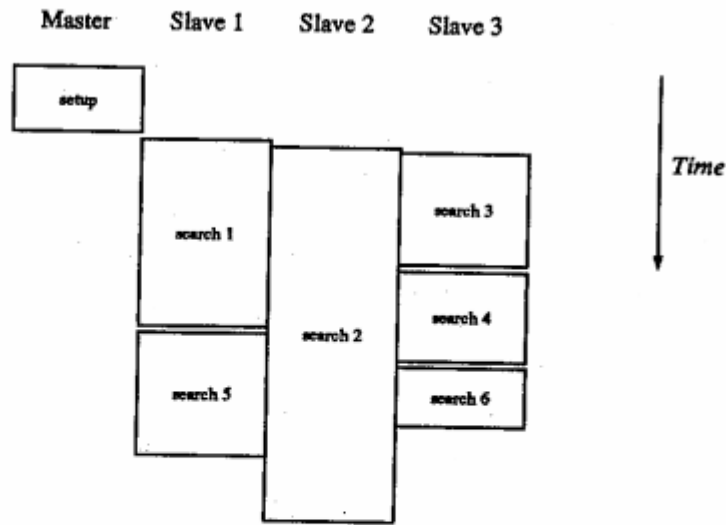 Master Slave 1 Slave 2 Slave 3
setup
Time
search 1
search 2
search 3
search 4
search 5
search 6